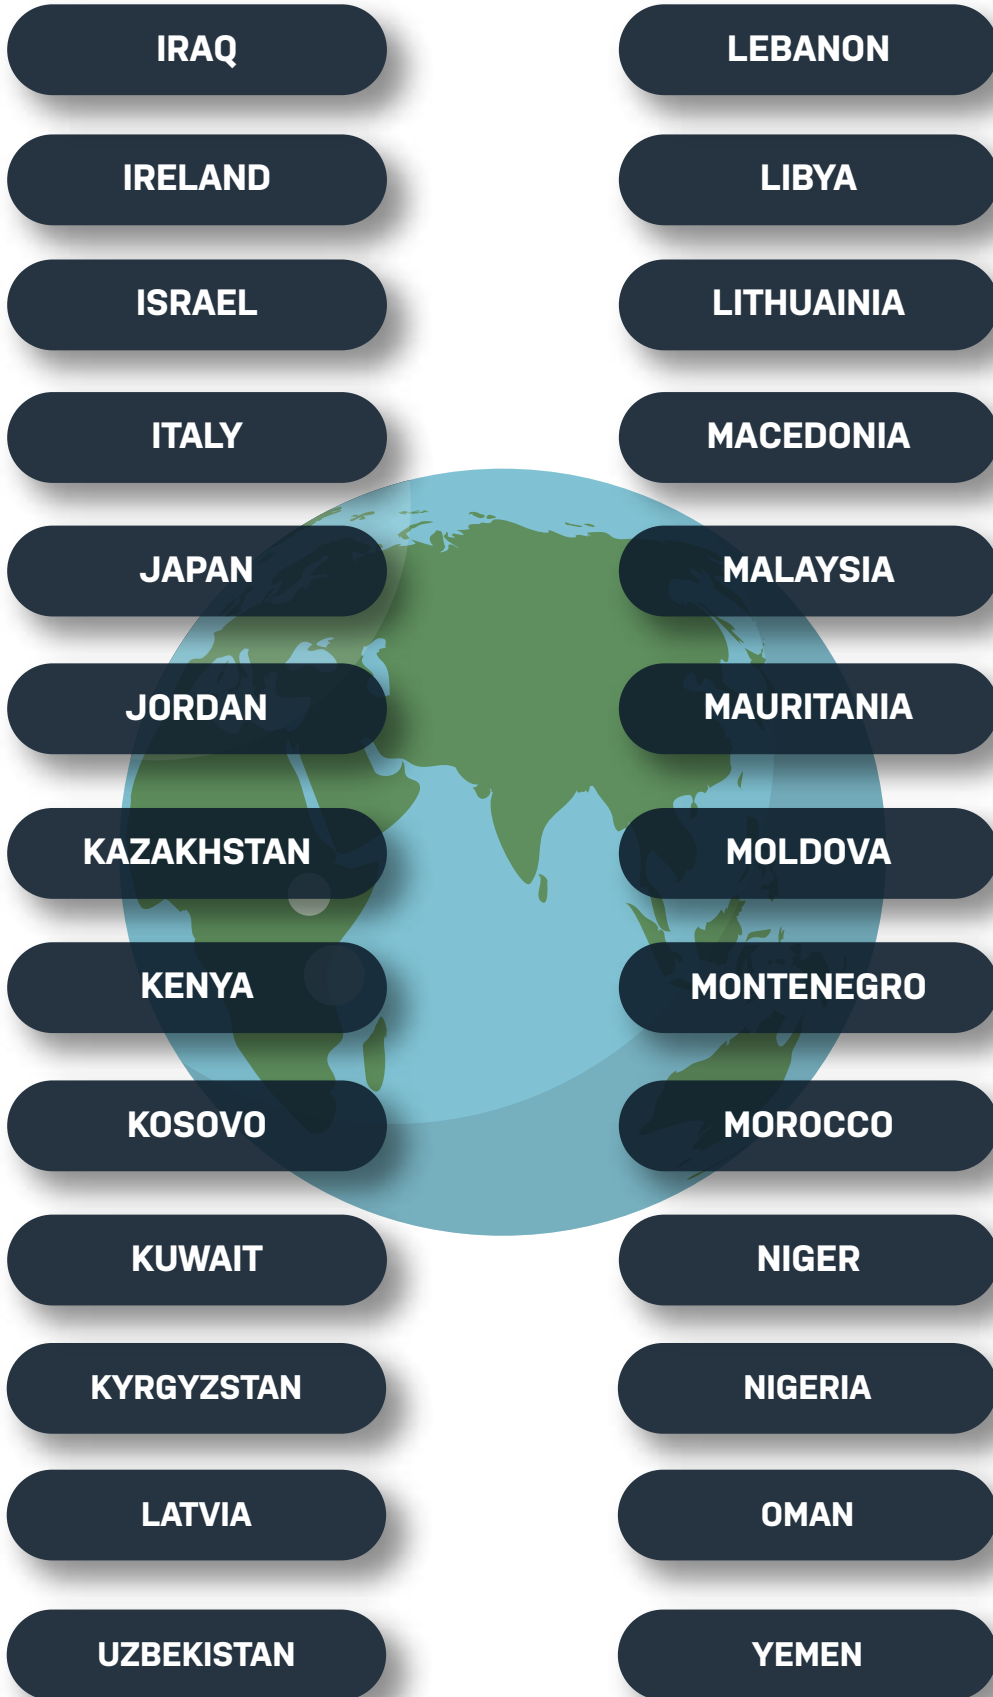 IRAQ
IRELAND
ISRAEL
ITALY
JAPAN
JORDAN
KAZAKHSTAN
KENYA
KOSOVO
KUWAIT
KYRGYZSTAN
LATVIA
UZBEKISTAN
LEBANON
LIBYA
LITHUAINIA
MACEDONIA
MALAYSIA
MAURITANIA
MOLDOVA
MONTENEGRO
MOROCCO
NIGER
NIGERIA
OMAN
YEMEN